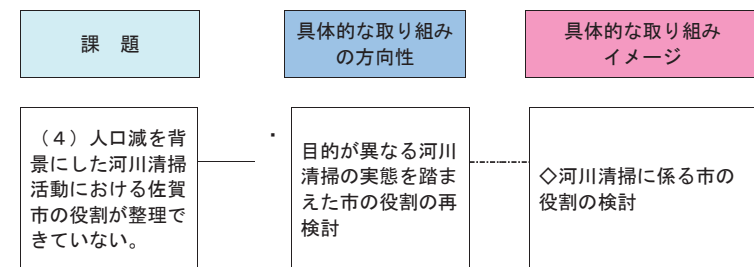 課　題
具体的な取り組み
の方向性
具体的な取り組み
イメージ
（４）人口減を背
景にした河川清掃
活動における佐賀
市の役割が整理で
きていない。
目的が異なる河川
清掃の実態を踏ま
えた市の役割の再
検討
◇河川清掃に係る市の
役割の検討